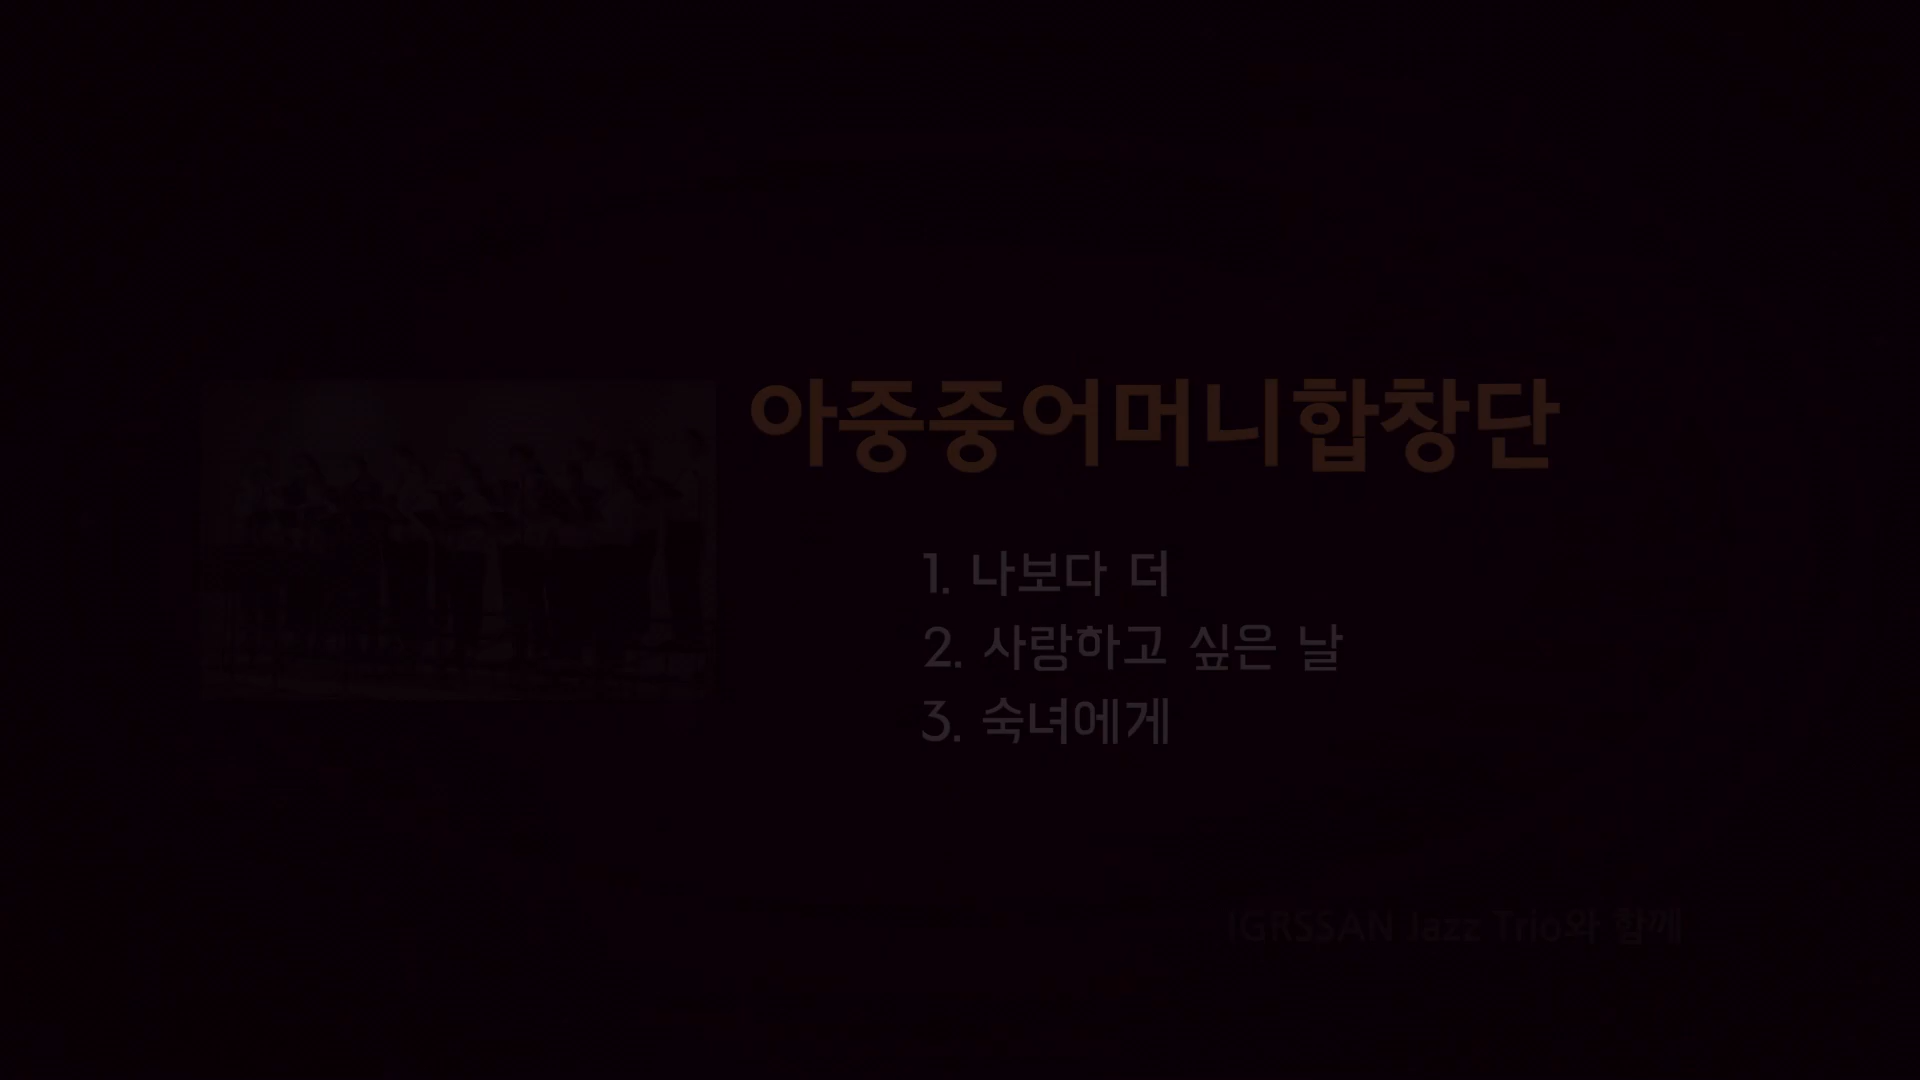 아중중어머니합창단
1. 나보다 더
2. 사랑하고 싶은 날
3. 숙녀에게
IGRSSAN Jazz Trio와 함께